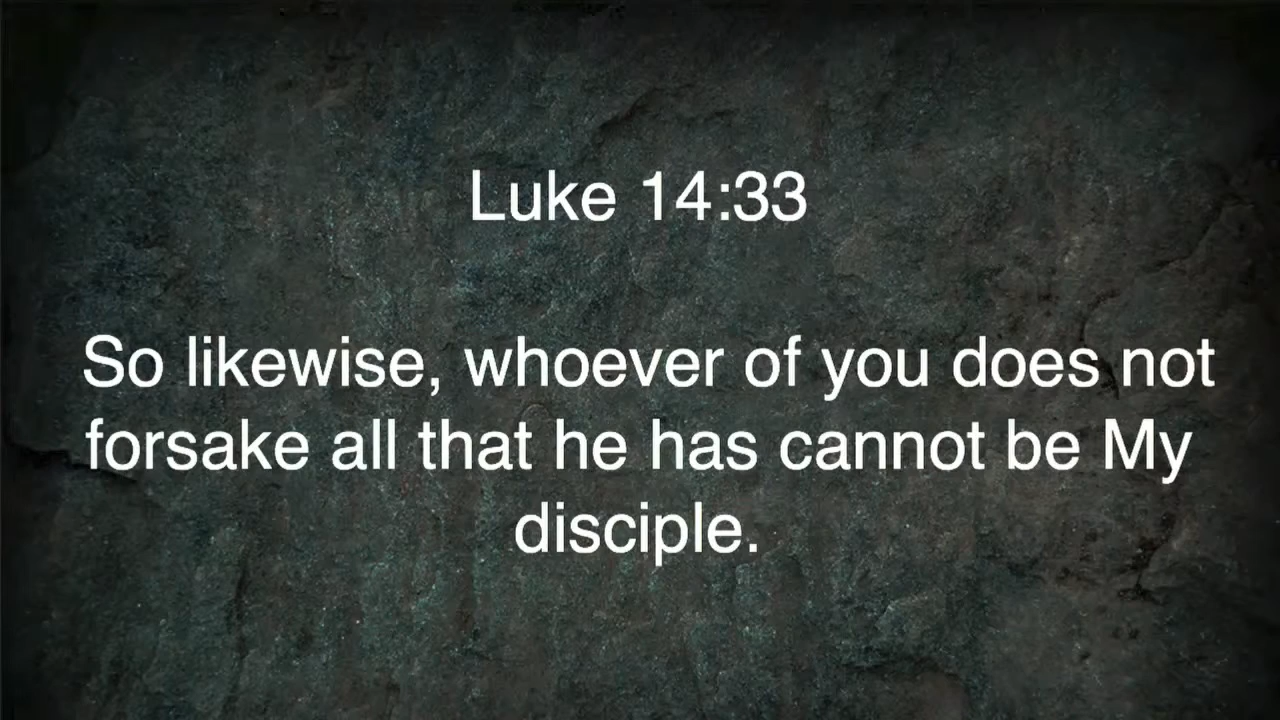 Luke 14:33
So likewise, whoever of you does not
forsake all that he has cannot be My
disciple.